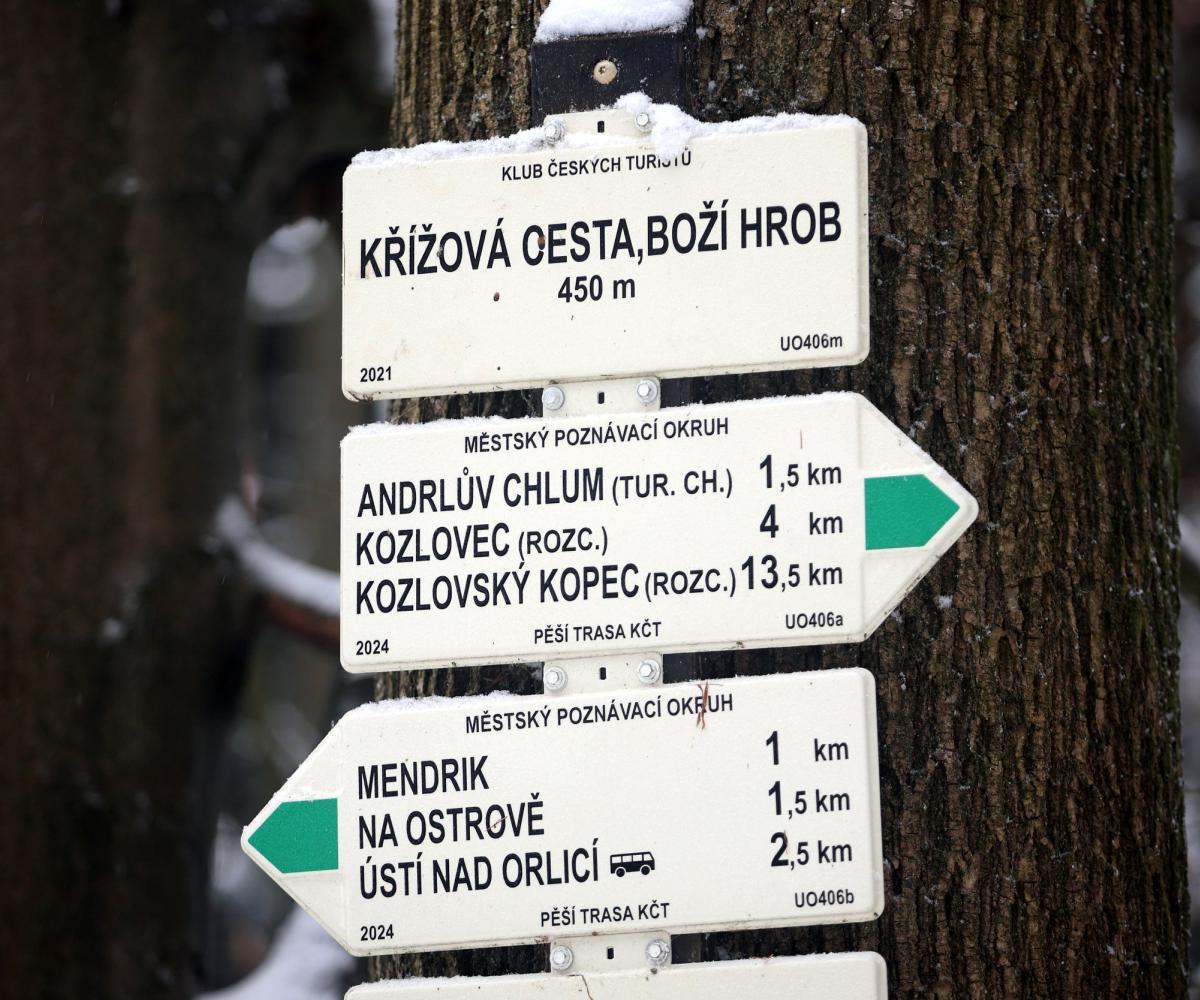 KLUB ČESKÝCH TURISTŮ
KŘÍŽOVÁ CESTA,BOŽÍ HROB
450 m
2021 UO406m
MĚSTSKÝ POZNÁVACÍ OKRUH
ANDRLŮV CHLUM (TUR. CH.) 1,5 km
KOZLOVEC (ROZC.) 4 km
KOZLOVSKÝ KOPEC (ROZC.) 13,5 km
2024 PĚŠÍ TRASA KČT UO406a
MĚSTSKÝ POZNÁVACÍ OKRUH
MENDRIK 1 km
NA OSTROVĚ 1,5 km
ÚSTÍ NAD ORLICÍ 2,5 km
2024 PĚŠÍ TRASA KČT UO406b